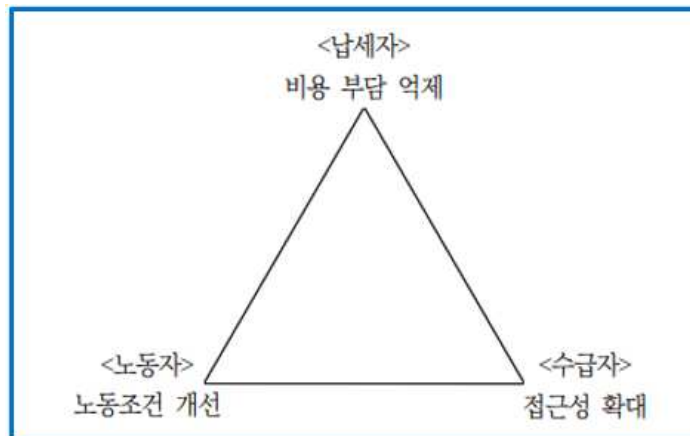 <납세자>
비용 부담 억제
<노동자>
노동조건 개선
<수급자>
접근성 확대